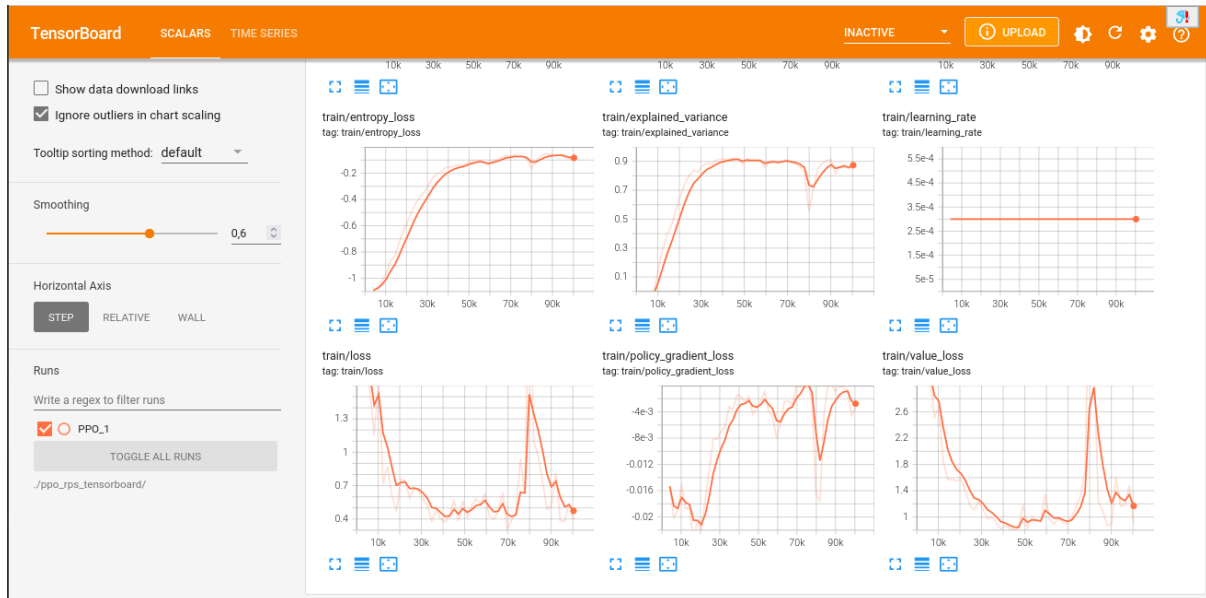 TensorBoard SCALARS TIME SERIES INACTIVE UPLOAD
Show data download links
Ignore outliers in chart scaling
Tooltip sorting method: default
Smoothing
0,6
Horizontal Axis
STEP RELATIVE WALL
Runs
Write a regex to filter runs
PPO_1
TOGGLE ALL RUNS
./ppo_rps_tensorboard/
10k 30k 50k 70k 90k
10k 30k 50k 70k 90k
10k 30k 50k 70k 90k
train/entropy_loss
tag: train/entropy_loss
-0.2
-0.4
-0.6
-0.8
-1
10k 30k 50k 70k 90k
train/explained_variance
tag: train/explained_variance
0.9
0.7
0.5
0.3
0.1
10k 30k 50k 70k 90k
train/learning_rate
tag: train/learning_rate
5.5e-4
4.5e-4
3.5e-4
2.5e-4
1.5e-4
5e-5
10k 30k 50k 70k 90k
train/loss
tag: train/loss
1.3
1
0.7
0.4
10k 30k 50k 70k 90k
train/policy_gradient_loss
tag: train/policy_gradient_loss
-4e-3
-8e-3
-0.012
-0.016
-0.02
10k 30k 50k 70k 90k
train/value_loss
tag: train/value_loss
2.6
2.2
1.8
1.4
1
10k 30k 50k 70k 90k